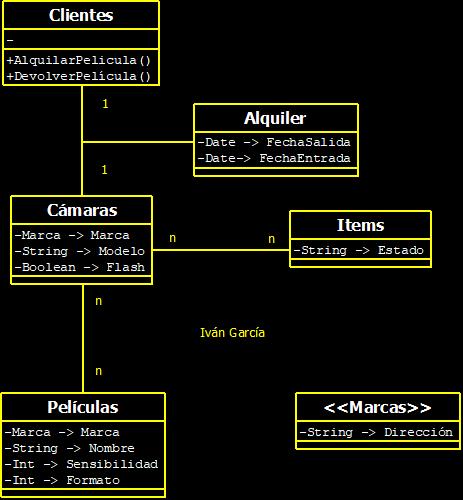 Clientes
-
+AlquilarPelicula()
+DevolverPelícula()
1
Alquiler
-Date -> FechaSalida
-Date-> FechaEntrada
1
Cámaras
-Marca -> Marca
-String -> Modelo
-Boolean -> Flash
n
n
Items
-String -> Estado
n
Iván García
n
Películas
-Marca -> Marca
-String -> Nombre
-Int -> Sensibilidad
-Int -> Formato
<<Marcas>>
-String -> Dirección